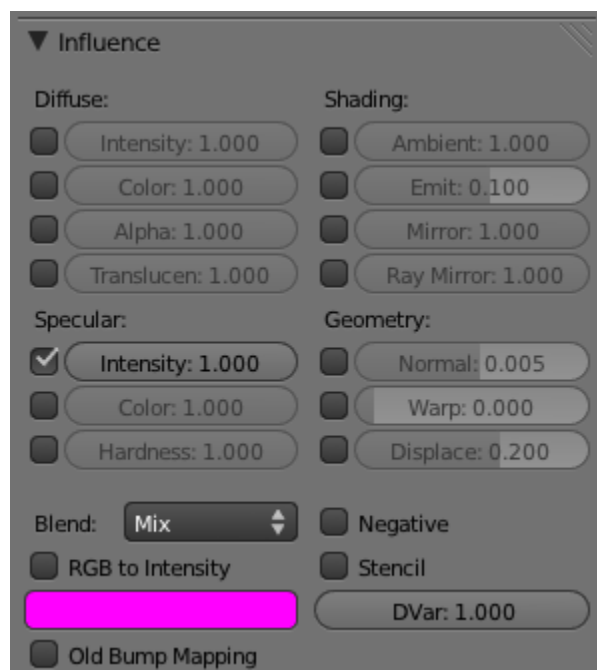 Influence
Diffuse:
Shading:
Intensity: 1.000
Ambient: 1.000
Color: 1.000
Emit: 0.100
Alpha: 1.000
Mirror: 1.000
Translucen: 1.000
Ray Mirror: 1.000
Specular:
Geometry:
Intensity: 1.000
Normal: 0.005
Color: 1.000
Warp: 0.000
Hardness: 1.000
Displace: 0.200
Blend:
Mix
Negative
RGB to Intensity
Stencil
DVar: 1.000
Old Bump Mapping